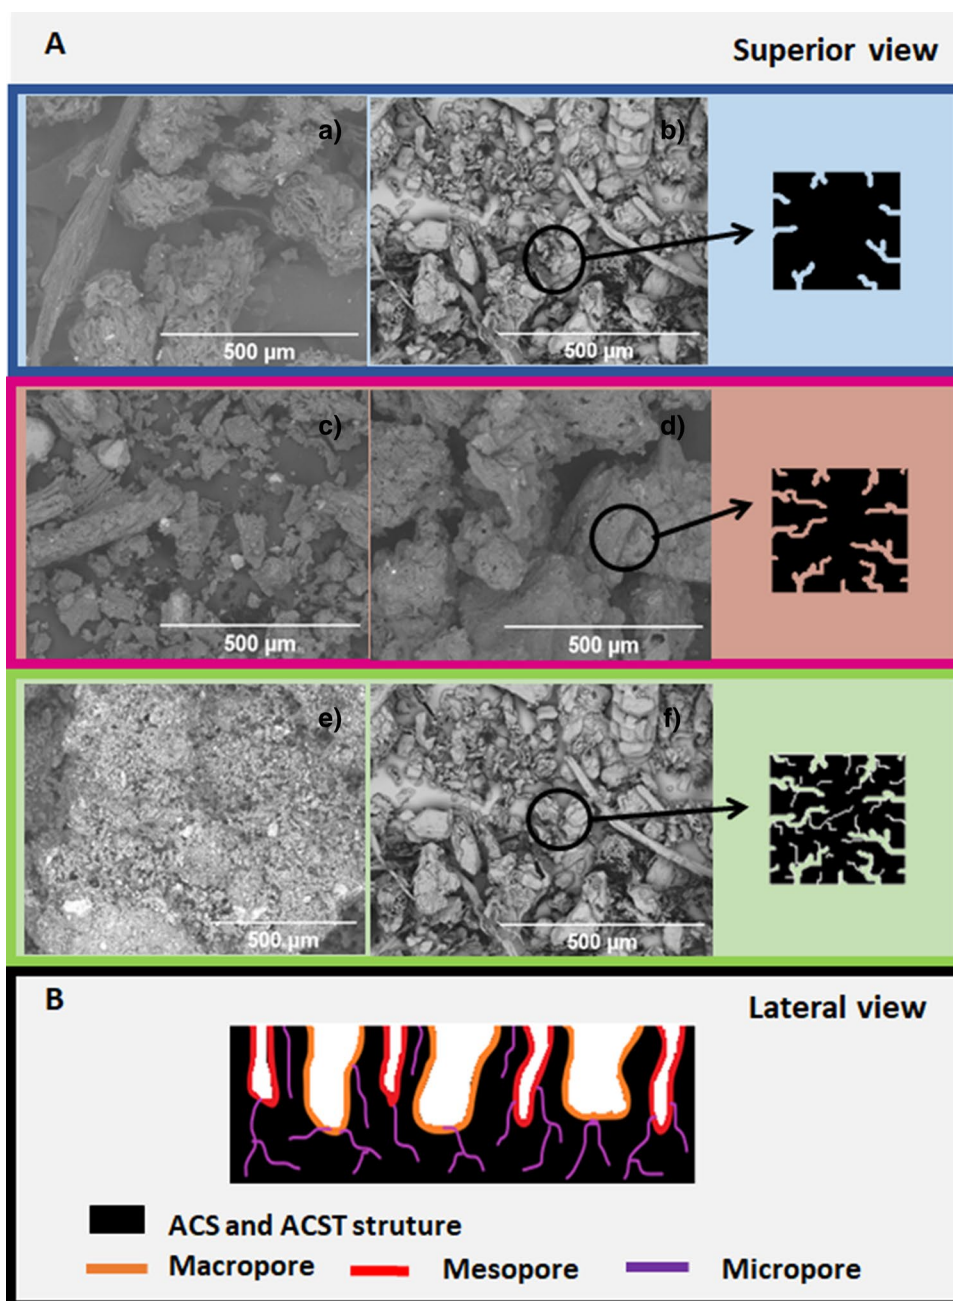 A
Superior view
a)
b)
500 µm
500 µm
c)
d)
500 µm
500 µm
e)
f)
500 µm
500 µm
B
Lateral view
ACS and ACST struture
Macropore
Mesopore
Micropore